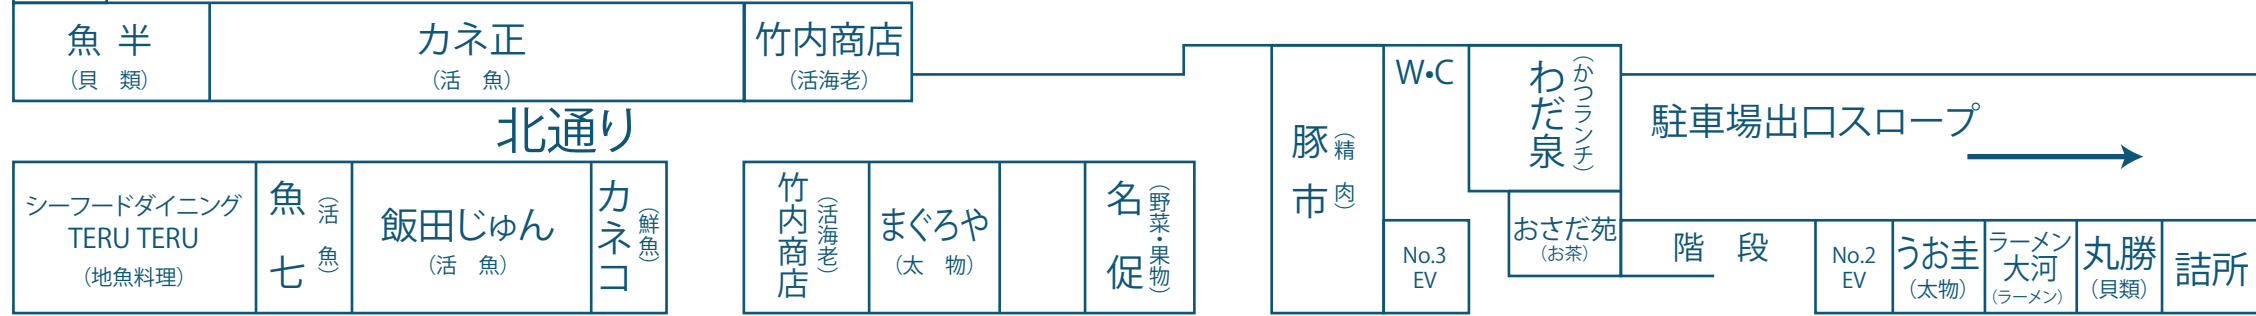 魚 半
（貝　類）
カネ正
（活　魚）
竹内商店
（活海老）
北通り
シーフードダイニング
TERU TERU
（地魚料理）
魚 七
（活 魚）
飯田じゅん
（活　魚）
カネコ
（鮮魚）
竹内商店
（活海老）
まぐろや
（太　物）
名 促
（野菜・果物）
豚 市
（精 肉）
W•C
No.3
EV
わだ泉
（かつランチ）
おさだ苑
（お茶）
駐車場出口スロープ
階　段
No.2
EV
うお圭
（太物）
ラーメン
大河
（ラーメン）
丸勝
（貝類）
詰所